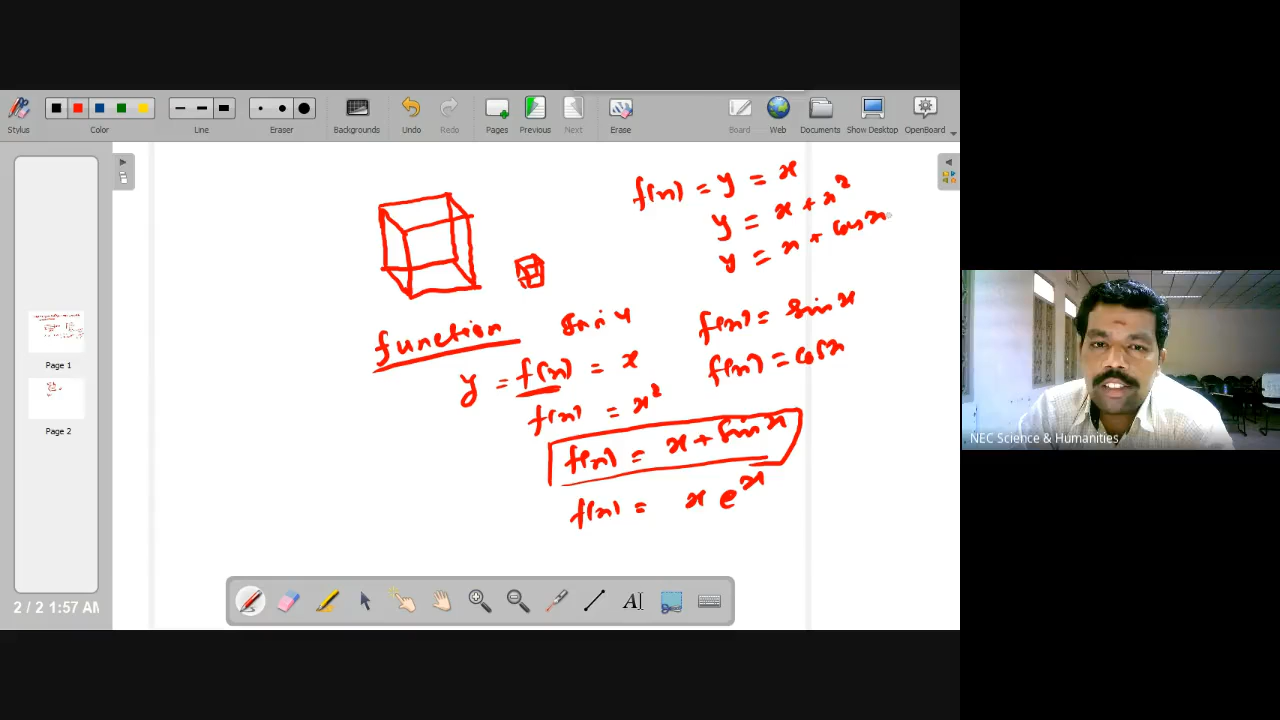 Stylus
Color
Line
Eraser
Backgrounds
Undo
Redo
Pages
Previous
Next
Erase
Board
Web
Documents
Show Desktop
OpenBoard
f(x) = y = x
y = x + x²
y = x + cos x
function
f(x) = sin x
y = f(x) = x
f(x) = cos x
f(x) = x²
f(x) = x + sin x
f(x) = x eˣ
Page 1
Page 2
2 / 2 1:57 AM
NEC Science & Humanities